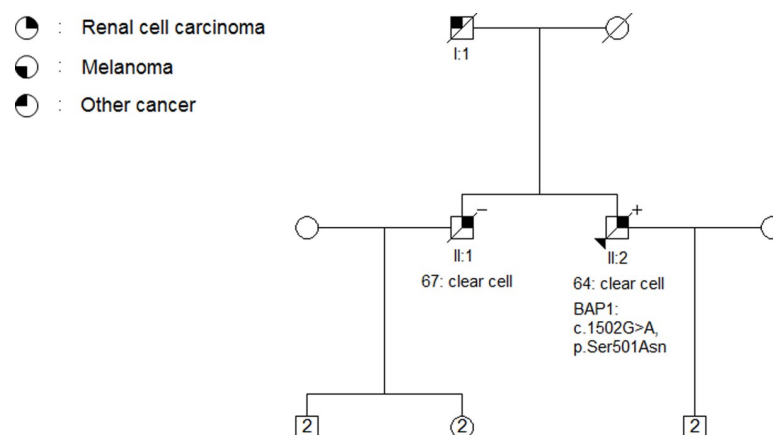 : Renal cell carcinoma
: Melanoma
: Other cancer
I:1
− +
II:1 II:2
67: clear cell 64: clear cell
BAP1:
c.1502G>A,
p.Ser501Asn
2 2 2